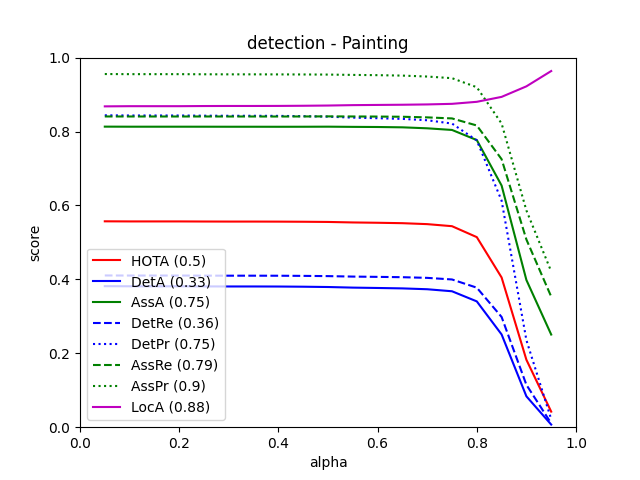 detection - Painting
score
1.0
0.8
0.6
0.4
0.2
0.0
HOTA (0.5)
DetA (0.33)
AssA (0.75)
DetRe (0.36)
DetPr (0.75)
AssRe (0.79)
AssPr (0.9)
LocA (0.88)
0.0 0.2 0.4 0.6 0.8 1.0
alpha